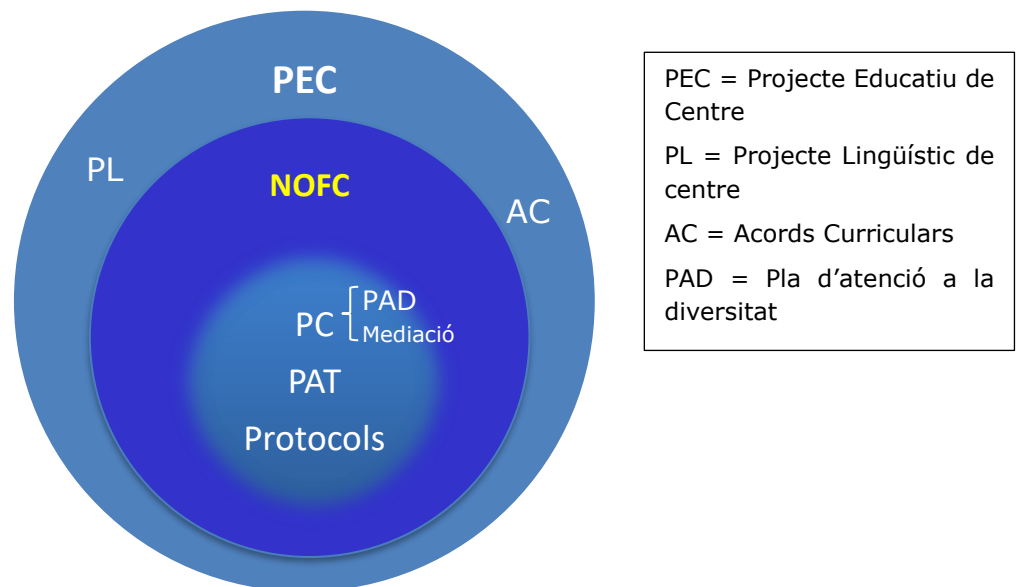 PEC
PL
NOFC
AC
PC
PAD
Mediació
PAT
Protocols
PEC = Projecte Educatiu de
Centre
PL = Projecte Lingüístic de
centre
AC = Acords Curriculars
PAD = Pla d’atenció a la
diversitat